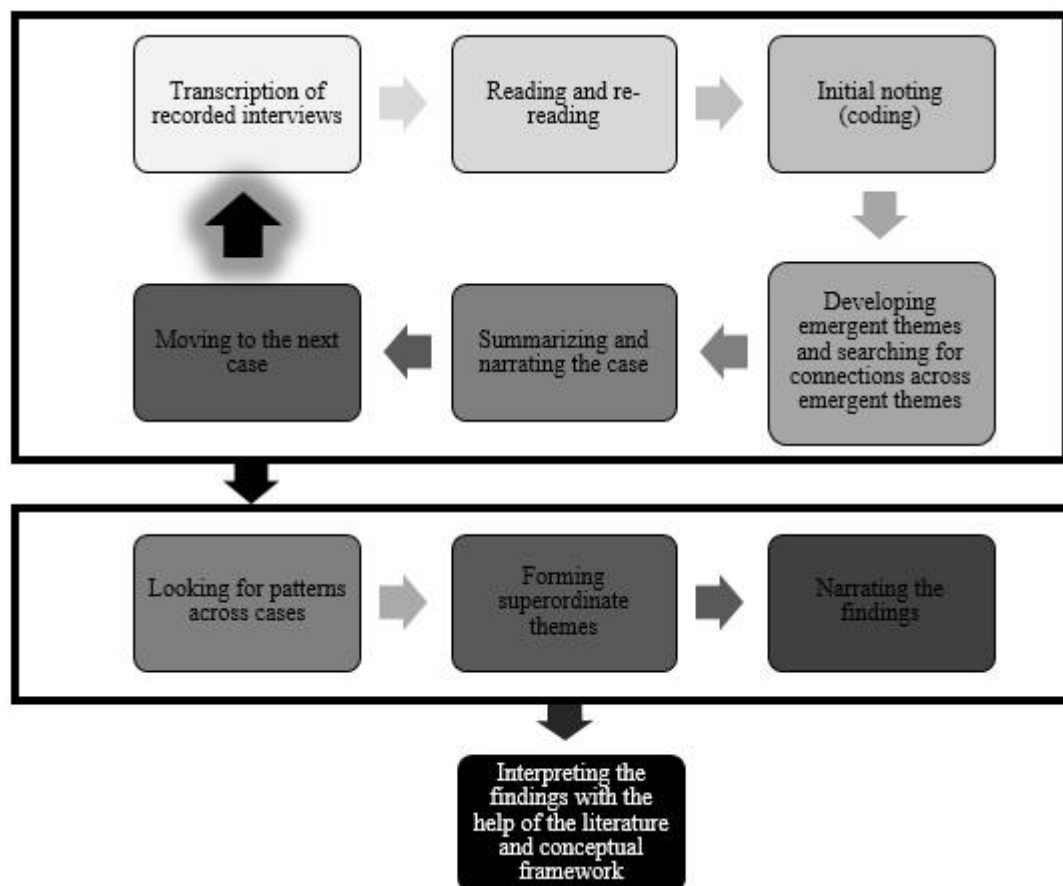 Transcription of
recorded interviews
Reading and re-
reading
Initial noting
(coding)
Developing
emergent themes
and searching for
connections across
emergent themes
Summarizing and
narrating the case
Moving to the next
case
Looking for patterns
across cases
Forming
superordinate
themes
Narrating the
findings
Interpreting the
findings with the
help of the literature
and conceptual
framework